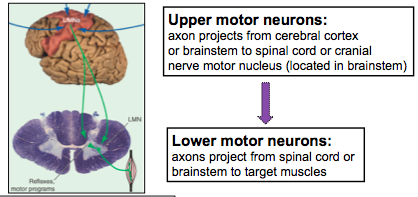 UMNs
LMN
Reflexes,
motor programs
Upper motor neurons:
axon projects from cerebral cortex
or brainstem to spinal cord or cranial
nerve motor nucleus (located in brainstem)
Lower motor neurons:
axons project from spinal cord or
brainstem to target muscles